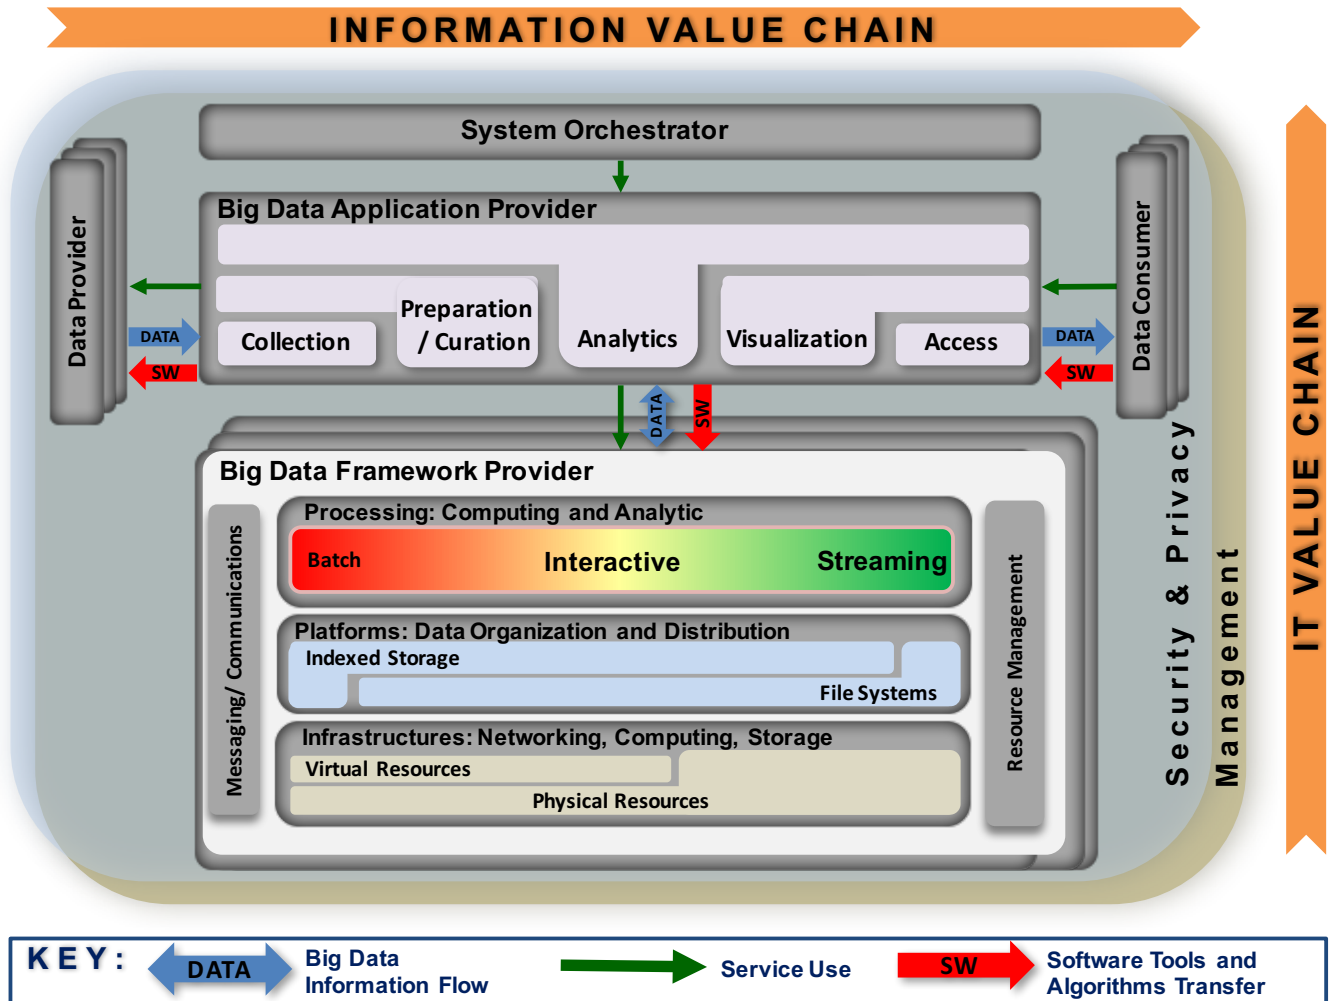 INFORMATION VALUE CHAIN
System Orchestrator
Big Data Application Provider
Data Provider
Data Consumer
Preparation
/ Curation
Collection
Analytics
Visualization
Access
DATA
SW
DATA
SW
DATA
SW
Big Data Framework Provider
Processing: Computing and Analytic
Batch
Interactive
Streaming
Platforms: Data Organization and Distribution
Indexed Storage
File Systems
Infrastructures: Networking, Computing, Storage
Virtual Resources
Physical Resources
Messaging/ Communications
Resource Management
Security & Privacy
Management
IT VALUE CHAIN
KEY:
DATA
Big Data
Information Flow
Service Use
SW
Software Tools and
Algorithms Transfer